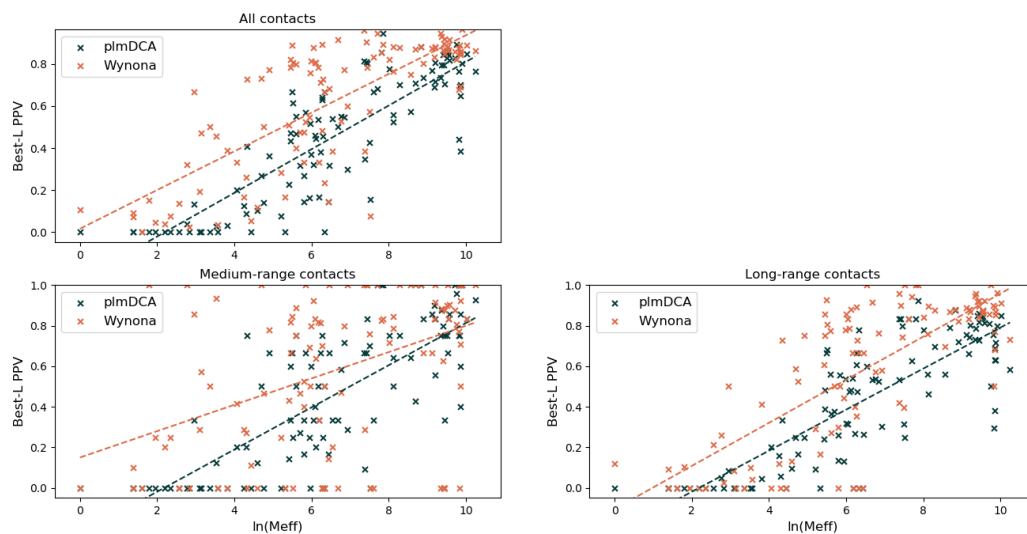 All contacts
plmDCA
Wynona
Best-L PPV
0.8
0.6
0.4
0.2
0.0
0 2 4 6 8 10
Medium-range contacts
plmDCA
Wynona
Best-L PPV
1.0
0.8
0.6
0.4
0.2
0.0
0 2 4 6 8 10
ln(Meff)
Long-range contacts
plmDCA
Wynona
Best-L PPV
1.0
0.8
0.6
0.4
0.2
0.0
0 2 4 6 8 10
ln(Meff)